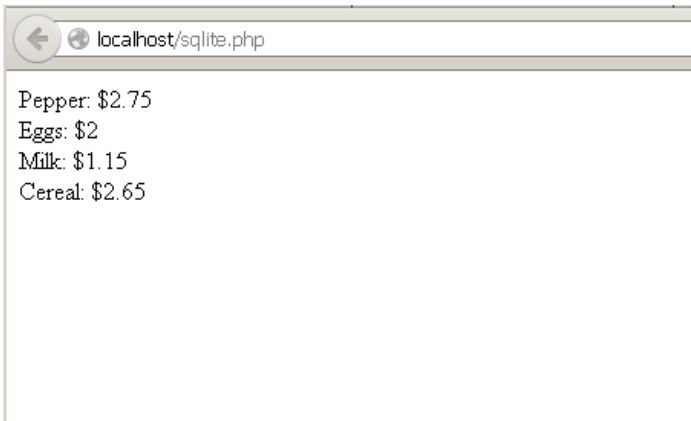 localhost/sqlite.php
Pepper: $2.75
Eggs: $2
Milk: $1.15
Cereal: $2.65